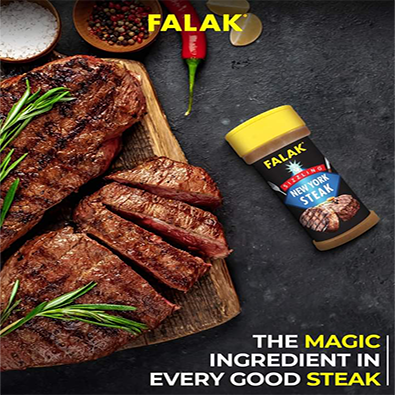 FALAK
FALAK
SIZZLING
NEW YORK
STEAK
THE MAGIC
INGREDIENT IN
EVERY GOOD STEAK